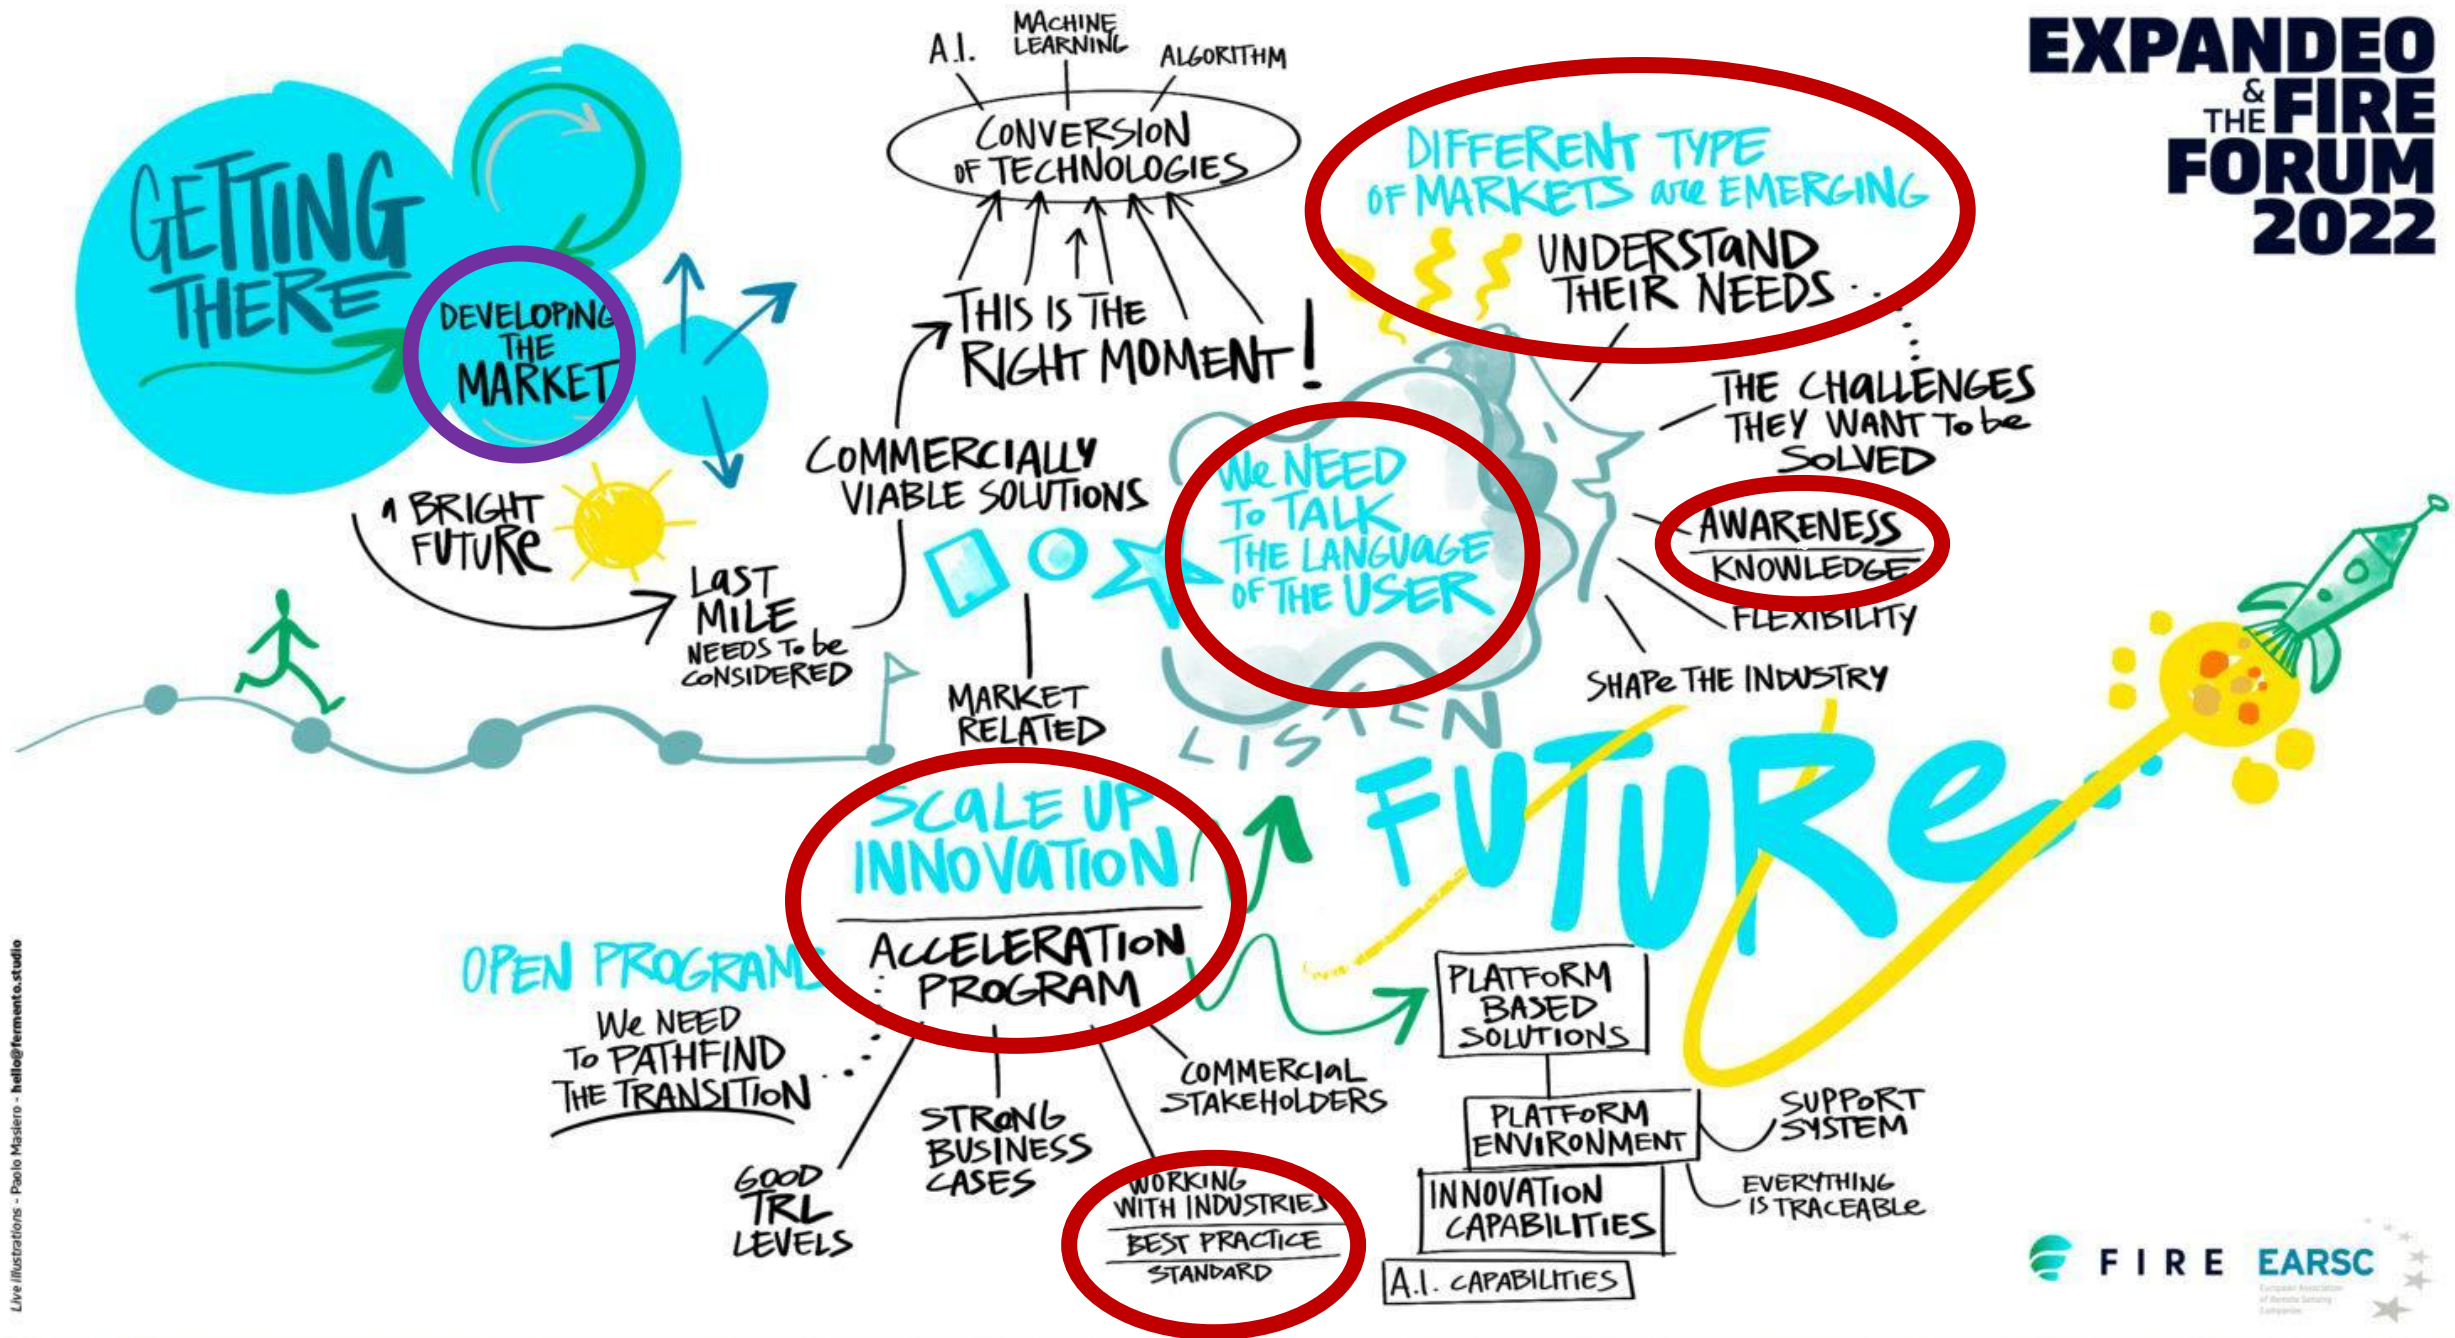 EXPANDEO
& THE FIRE
FORUM
2022
GETTING
THERE
DEVELOPING
THE
MARKET
A BRIGHT
FUTURE
LAST
MILE
NEEDS To be
CONSIDERED
A.I.
MACHINE
LEARNING
ALGORITHM
CONVERSION
OF TECHNOLOGIES
THIS IS THE
RIGHT MOMENT!
COMMERCIALLY
VIABLE SOLUTIONS
MARKET
RELATED
DIFFERENT TYPE
OF MARKETS are EMERGING
UNDERSTAND
THEIR NEEDS
THE CHALLENGES
THEY WANT To be
SOLVED
We NEED
To TALK
THE LANGUAGE
OF THE USER
LISTEN
AWARENESS
KNOWLEDGE
FLEXIBILITY
SHAPe THE INDUSTRY
FUTURe
SCALE UP
INNOVATION
ACCELERATION
PROGRAM
OPEN PROGRAMS
We NEED
To PATHFIND
THE TRANSITION
GOOD
TRL
LEVELS
STRONG
BUSINESS
CASES
WORKING
WITH INDUSTRIES
BEST PRACTICE
STANDARD
COMMERCIAL
STAKEHOLDERS
PLATFORM
BASED
SOLUTIONS
PLATFORM
ENVIRONMENT
SUPPORT
SYSTEM
EVERYTHING
IS TRACEABLE
INNOVATION
CAPABILITIES
A.I. CAPABILITIES
Live illustrations - Paolo Masiero - hello@fermento.studio
FIRE
EARSC
European Association
of Remote Sensing
Companies